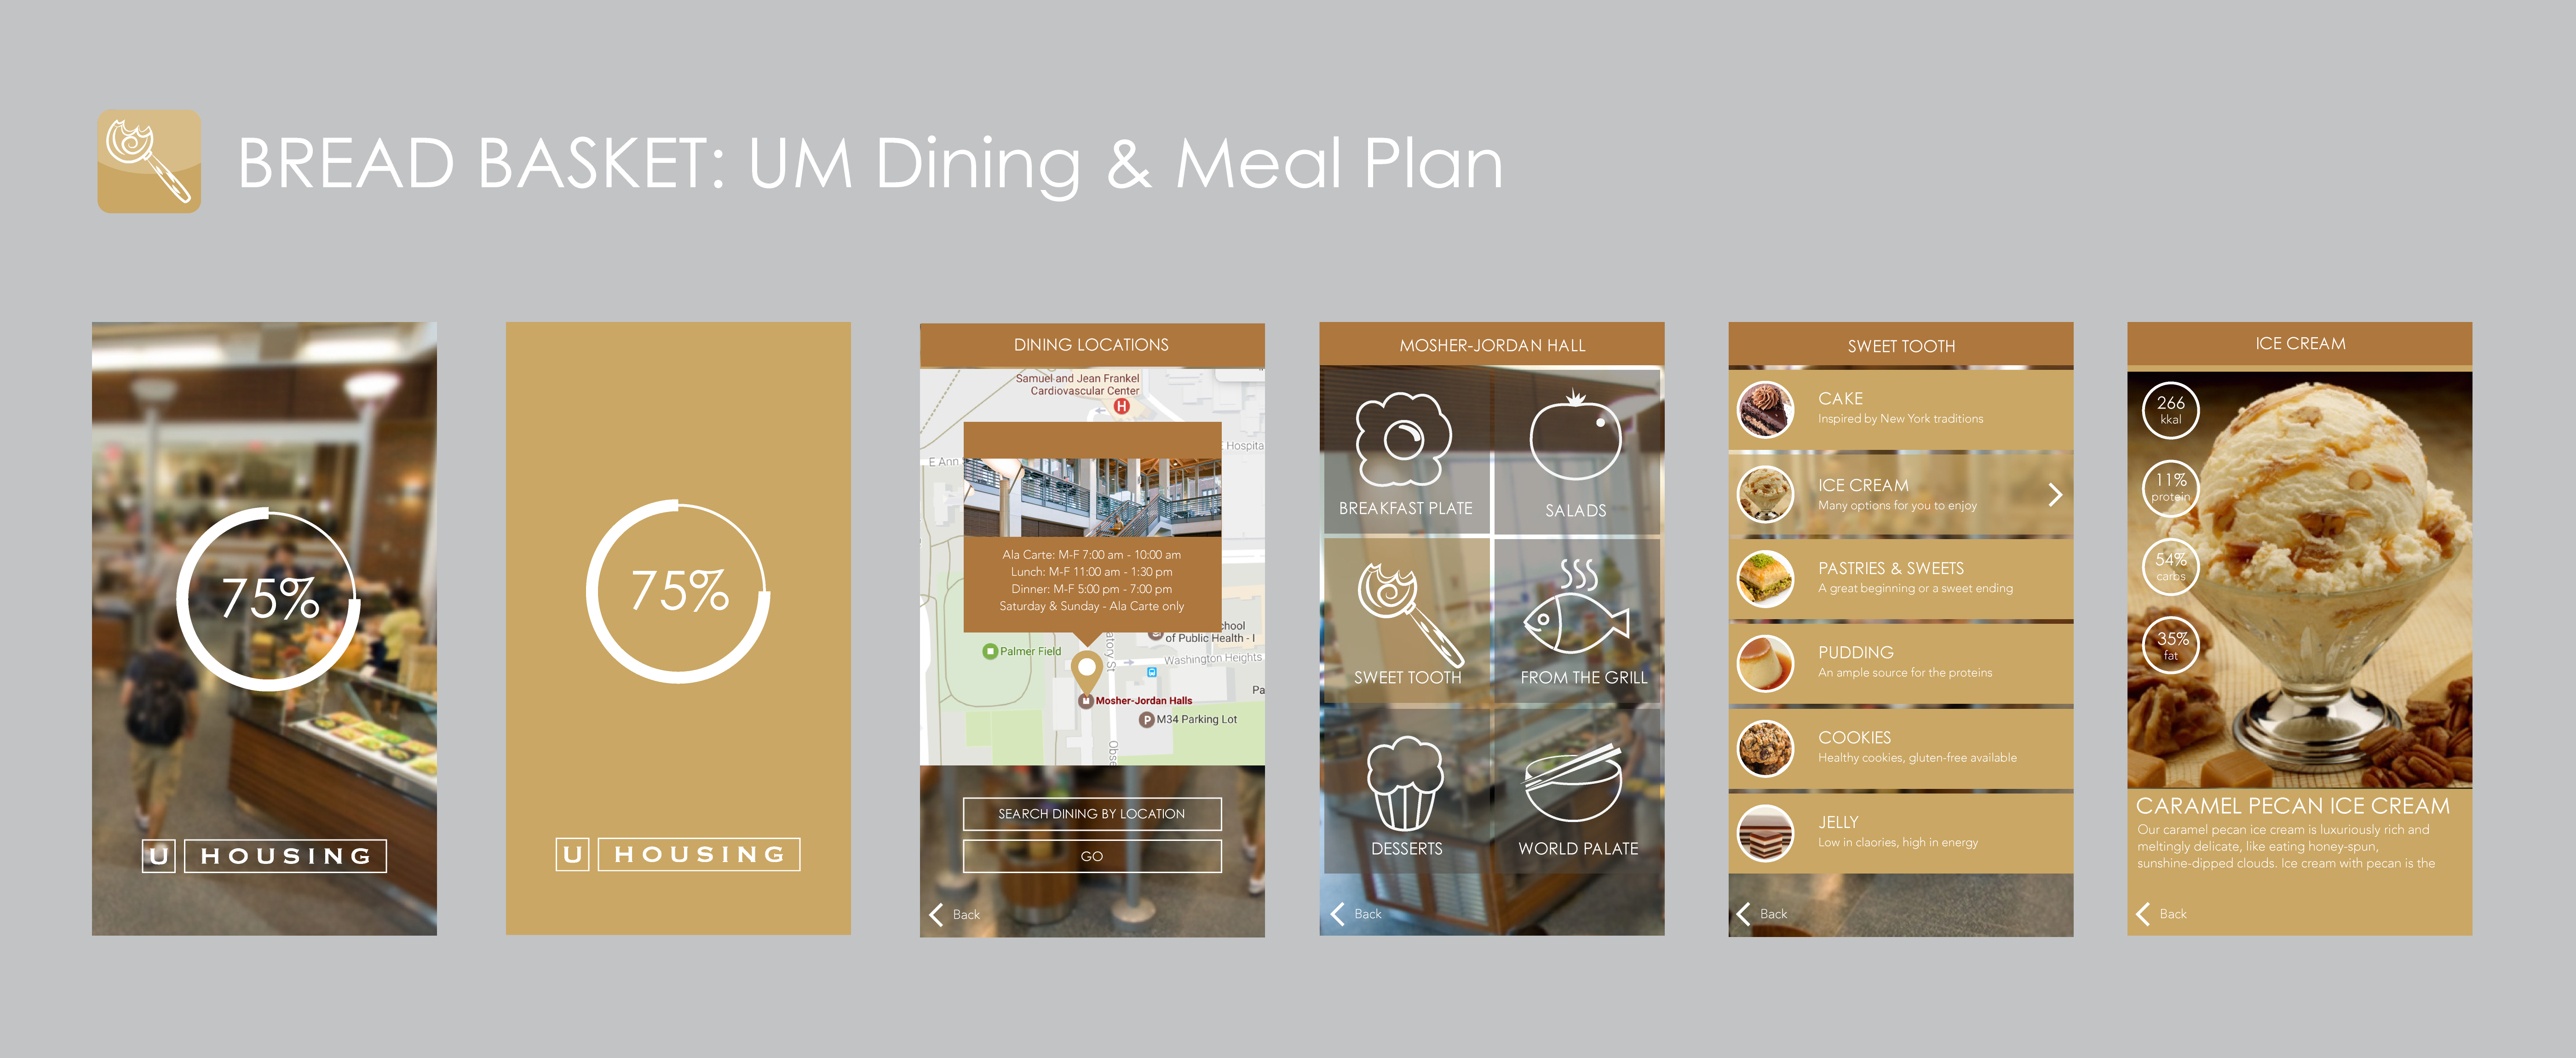 BREAD BASKET: UM Dining & Meal Plan
75%
U HOUSING
75%
U HOUSING
DINING LOCATIONS
Samuel and Jean Frankel
Cardiovascular Center
H
Hospita
E Ann
Ala Carte: M-F 7:00 am - 10:00 am
Lunch: M-F 11:00 am - 1:30 pm
Dinner: M-F 5:00 pm - 7:00 pm
Saturday & Sunday - Ala Carte only
chool
of Public Health - I
Palmer Field
atory St
Washington Heights
Pa
Mosher-Jordan Halls
P M34 Parking Lot
Obse
SEARCH DINING BY LOCATION
GO
Back
MOSHER-JORDAN HALL
BREAKFAST PLATE
SALADS
SWEET TOOTH
FROM THE GRILL
DESSERTS
WORLD PALATE
Back
SWEET TOOTH
CAKE
Inspired by New York traditions
ICE CREAM
Many options for you to enjoy
PASTRIES & SWEETS
A great beginning or a sweet ending
PUDDING
An ample source for the proteins
COOKIES
Healthy cookies, gluten-free available
JELLY
Low in claories, high in energy
Back
ICE CREAM
266
kkal
11%
protein
54%
carbs
35%
fat
CARAMEL PECAN ICE CREAM
Our caramel pecan ice cream is luxuriously rich and
meltingly delicate, like eating honey-spun,
sunshine-dipped clouds. Ice cream with pecan is the
Back